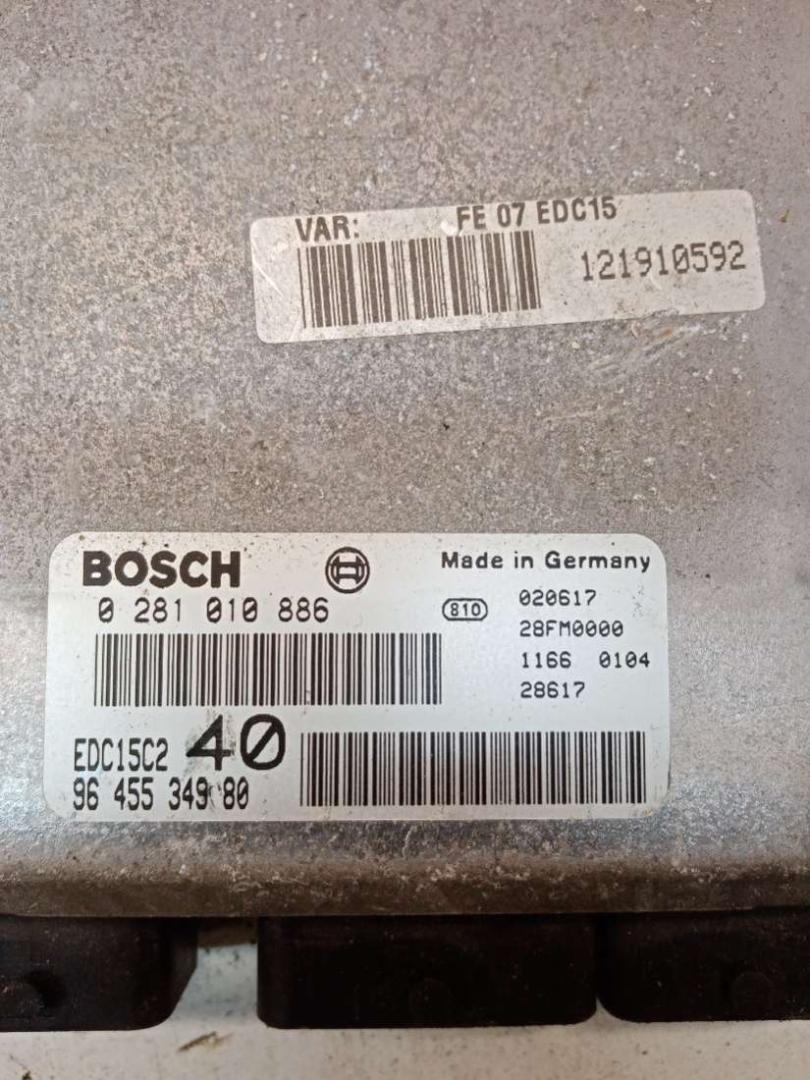 VAR: FE 07 EDC15
121910592
BOSCH
Made in Germany
0 281 010 886
810
020617
28FM0000
1166 0104
28617
EDC15C2 40
96 455 349 80